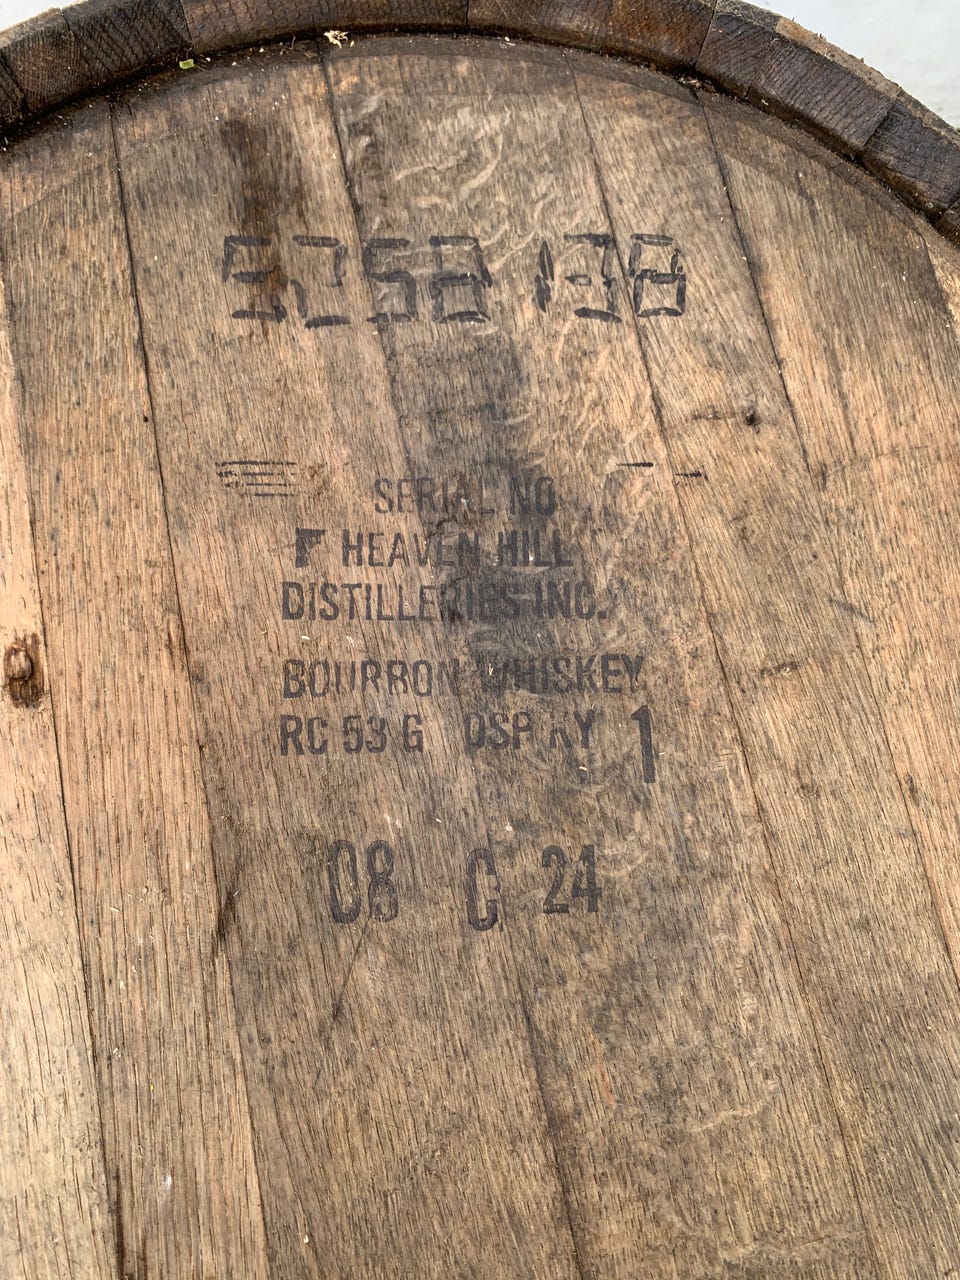 5258138
SERIAL NO
F HEAVEN HILL
DISTILLERIES INC.
BOURBON WHISKEY
RC 53 G DSP KY 1
08 C 24